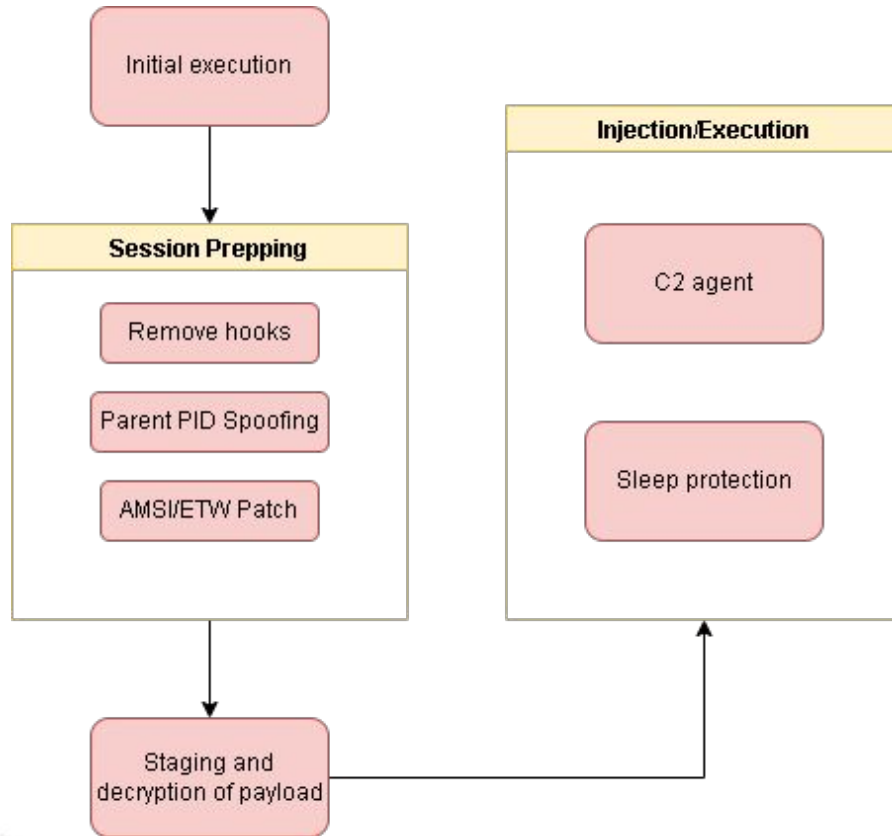 Initial execution
Session Prepping
Remove hooks
Parent PID Spoofing
AMSI/ETW Patch
Staging and
decryption of payload
Injection/Execution
C2 agent
Sleep protection